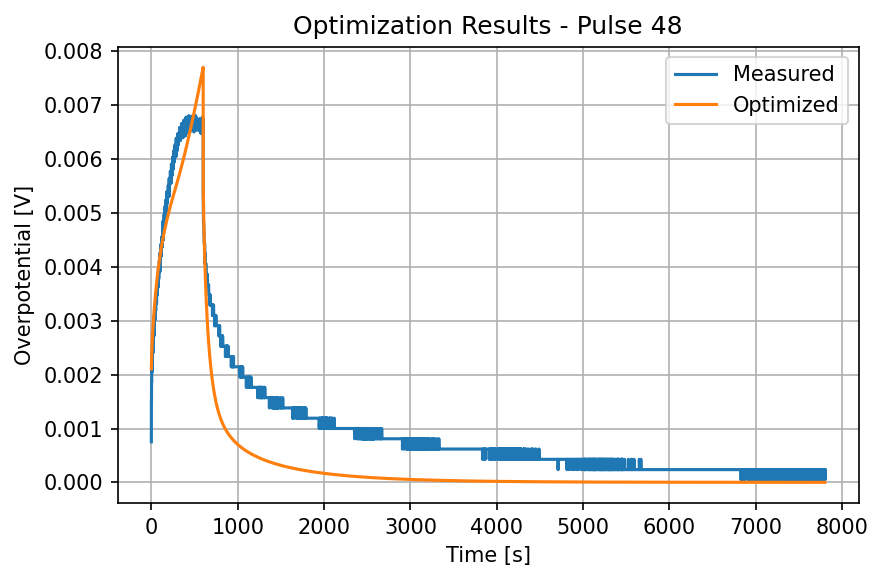 Optimization Results - Pulse 48
Overpotential [V]
0.008
0.007
0.006
0.005
0.004
0.003
0.002
0.001
0.000
Measured
Optimized
0 1000 2000 3000 4000 5000 6000 7000 8000
Time [s]